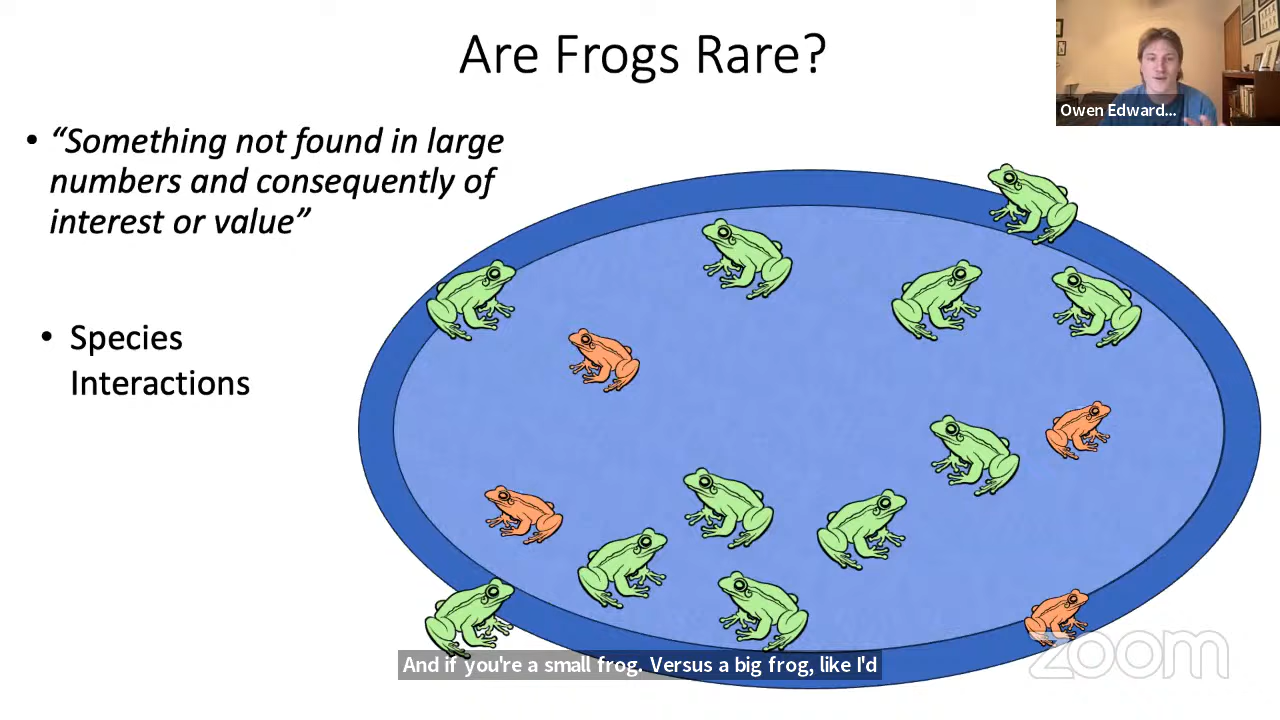 Are Frogs Rare?
Owen Edward...
• “Something not found in large
numbers and consequently of
interest or value”
• Species
Interactions
And if you're a small frog. Versus a big frog, like I'd
zoom